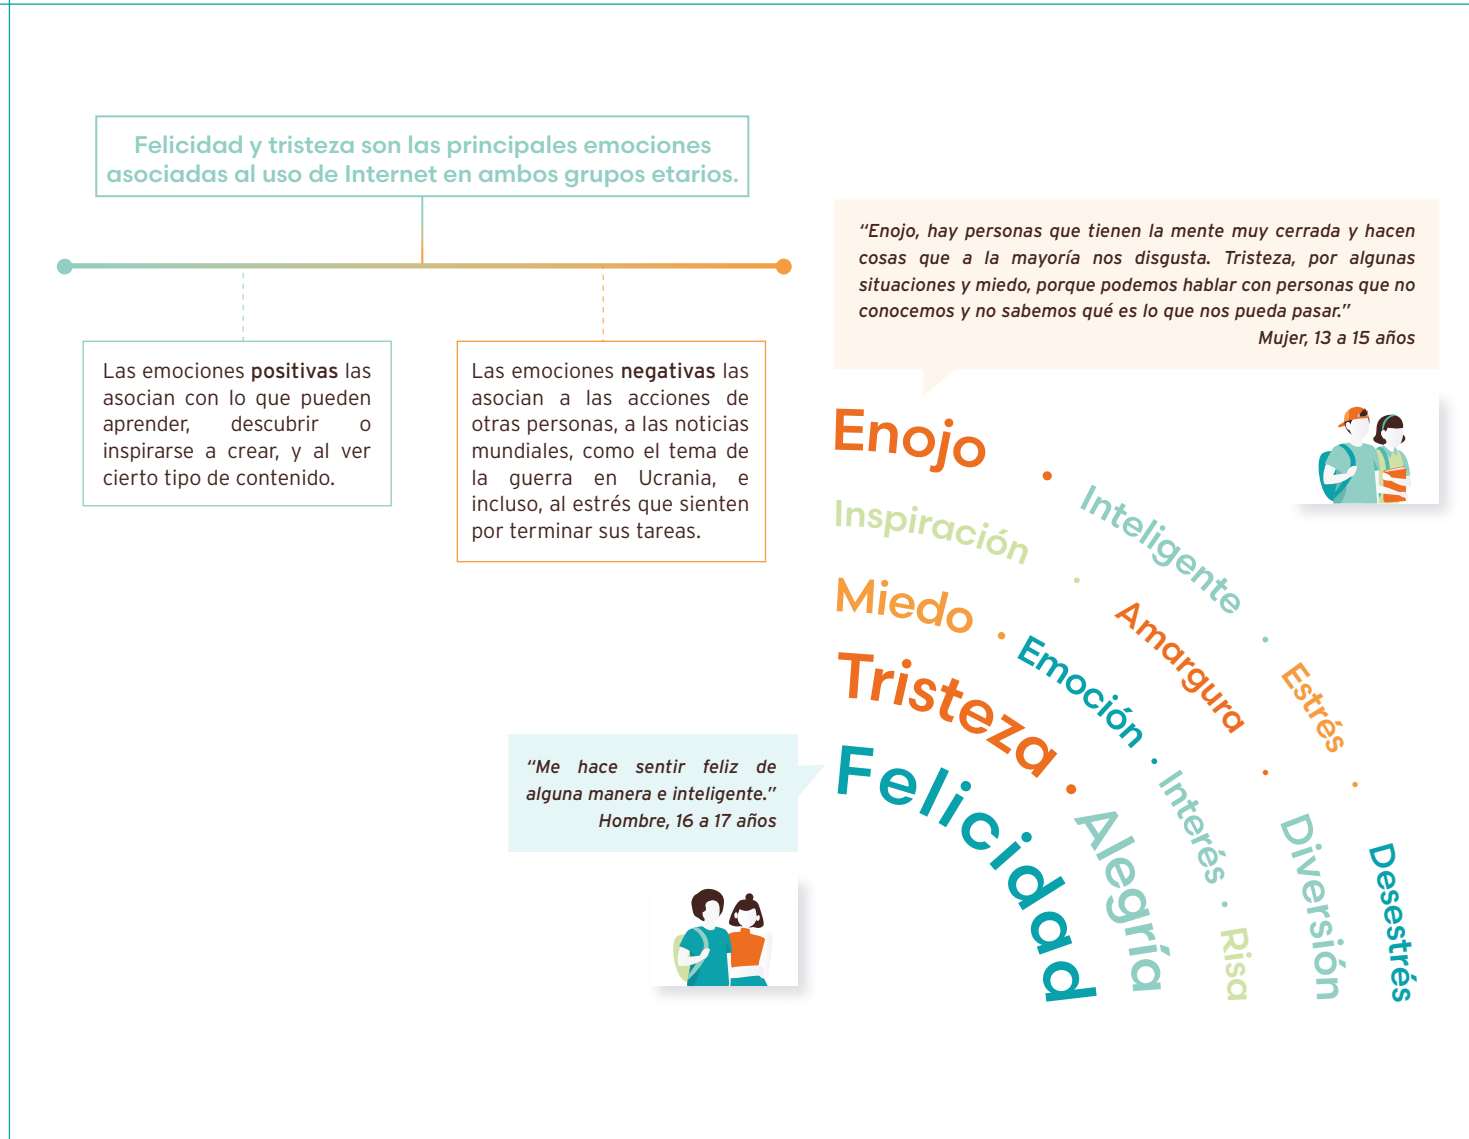 Felicidad y tristeza son las principales emociones
asociadas al uso de Internet en ambos grupos etarios.
Las emociones positivas las
asocian con lo que pueden
aprender, descubrir o
inspirarse a crear, y al ver
cierto tipo de contenido.
Las emociones negativas las
asocian a las acciones de
otras personas, a las noticias
mundiales, como el tema de
la guerra en Ucrania, e
incluso, al estrés que sienten
por terminar sus tareas.
“Enojo, hay personas que tienen la mente muy cerrada y hacen
cosas que a la mayoría nos disgusta. Tristeza, por algunas
situaciones y miedo, porque podemos hablar con personas que no
conocemos y no sabemos qué es lo que nos pueda pasar.”
Mujer, 13 a 15 años
Enojo • Inteligente • Estrés • Desestrés
Inspiración • Amargura • Diversión
Miedo • Emoción • Interés • Risa
Tristeza • Alegría
Felicidad
“Me hace sentir feliz de
alguna manera e inteligente.”
Hombre, 16 a 17 años